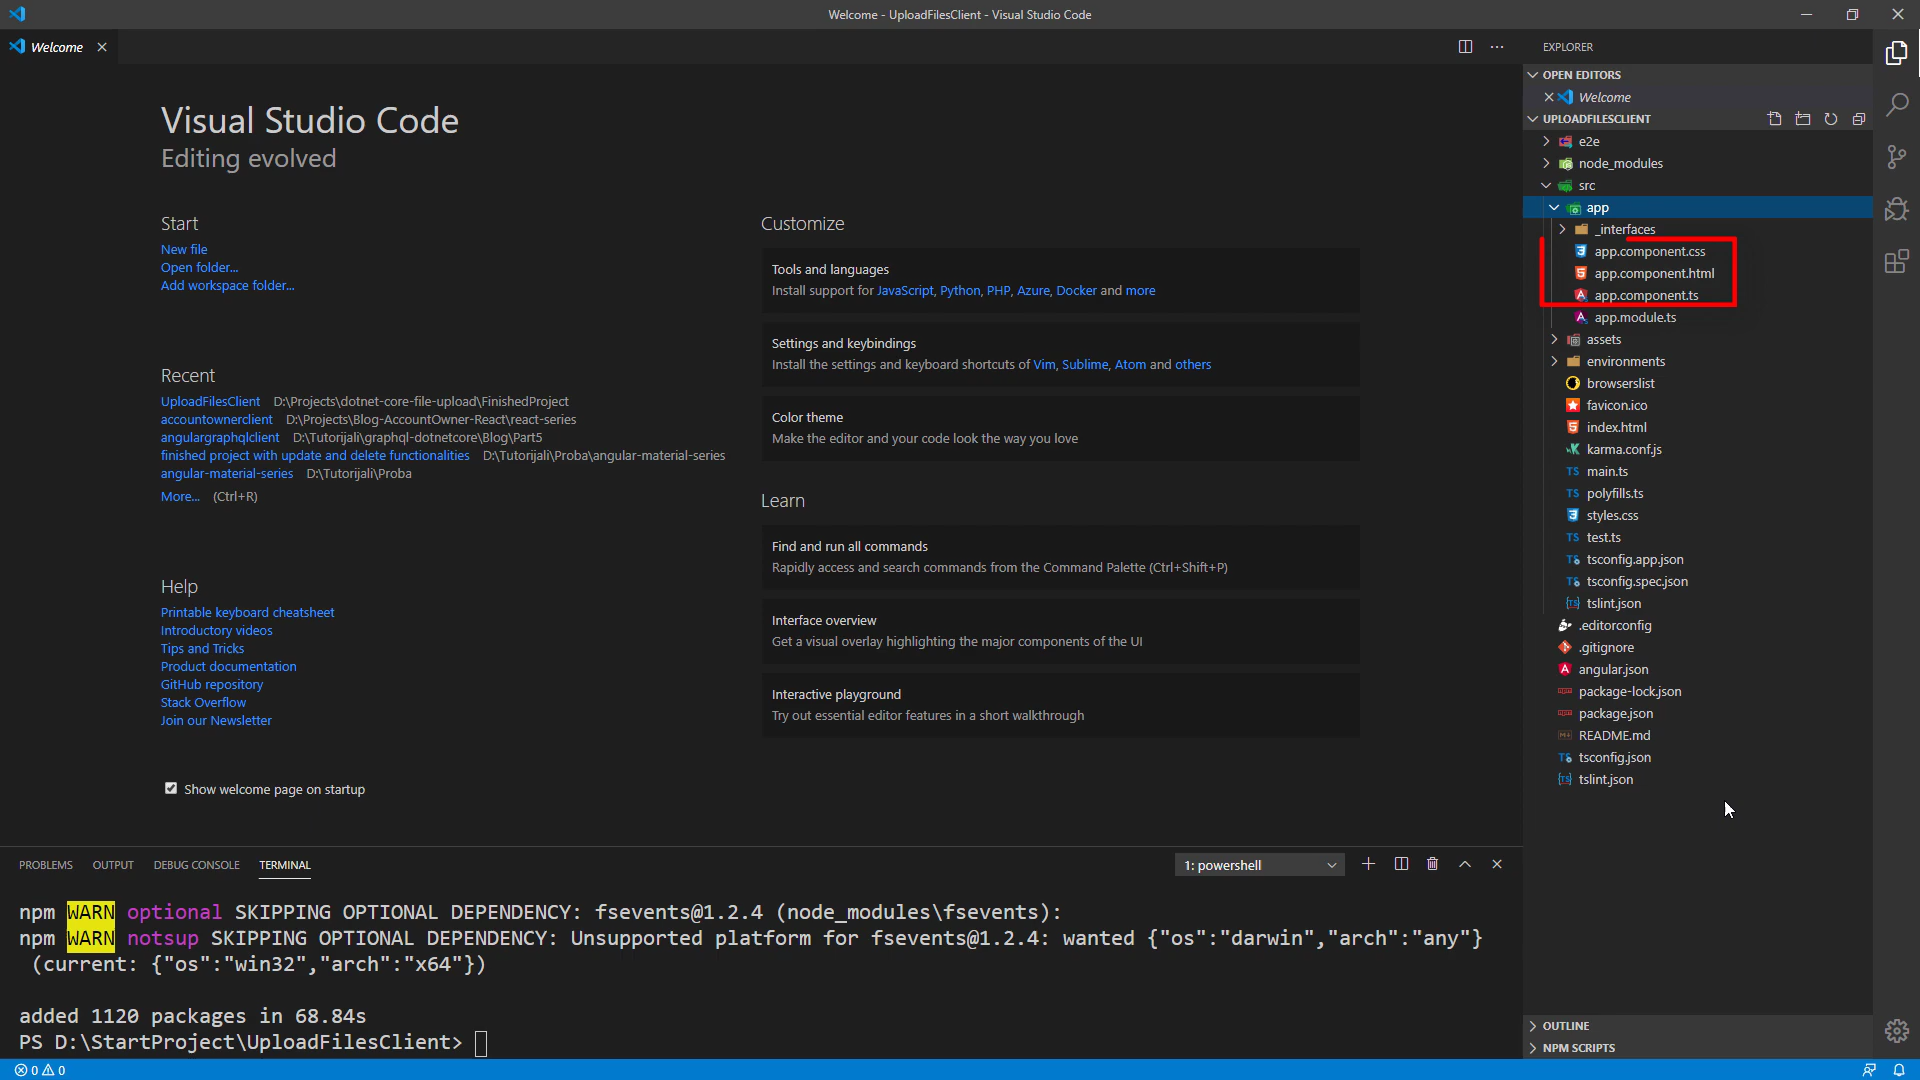 Welcome - UploadFilesClient - Visual Studio Code
Welcome
Visual Studio Code
Editing evolved
Start
New file
Open folder...
Add workspace folder...
Recent
UploadFilesClient D:\Projects\dotnet-core-file-upload\FinishedProject
accountownerclient D:\Projects\Blog-AccountOwner-React\react-series
angulargraphqlclient D:\Tutorijali\graphql-dotnetcore\Blog\Part5
finished project with update and delete functionalities D:\Tutorijali\Proba\angular-material-series
angular-material-series D:\Tutorijali\Proba
More... (Ctrl+R)
Help
Printable keyboard cheatsheet
Introductory videos
Tips and Tricks
Product documentation
GitHub repository
Stack Overflow
Join our Newsletter
Show welcome page on startup
Customize
Tools and languages
Install support for JavaScript, Python, PHP, Azure, Docker and more
Settings and keybindings
Install the settings and keyboard shortcuts of Vim, Sublime, Atom and others
Color theme
Make the editor and your code look the way you love
Learn
Find and run all commands
Rapidly access and search commands from the Command Palette (Ctrl+Shift+P)
Interface overview
Get a visual overlay highlighting the major components of the UI
Interactive playground
Try out essential editor features in a short walkthrough
EXPLORER
OPEN EDITORS
Welcome
UPLOADFILESCLIENT
e2e
node_modules
src
app
_interfaces
app.component.css
app.component.html
app.component.ts
app.module.ts
assets
environments
browserslist
favicon.ico
index.html
karma.conf.js
TS main.ts
TS polyfills.ts
styles.css
TS test.ts
tsconfig.app.json
tsconfig.spec.json
tslint.json
.editorconfig
.gitignore
angular.json
package-lock.json
package.json
README.md
tsconfig.json
tslint.json
OUTLINE
NPM SCRIPTS
PROBLEMS OUTPUT DEBUG CONSOLE TERMINAL
1: powershell
npm WARN optional SKIPPING OPTIONAL DEPENDENCY: fsevents@1.2.4 (node_modules\fsevents):
npm WARN notsup SKIPPING OPTIONAL DEPENDENCY: Unsupported platform for fsevents@1.2.4: wanted {"os":"darwin","arch":"any"}
(current: {"os":"win32","arch":"x64"})
added 1120 packages in 68.84s
PS D:\StartProject\UploadFilesClient>
0 0